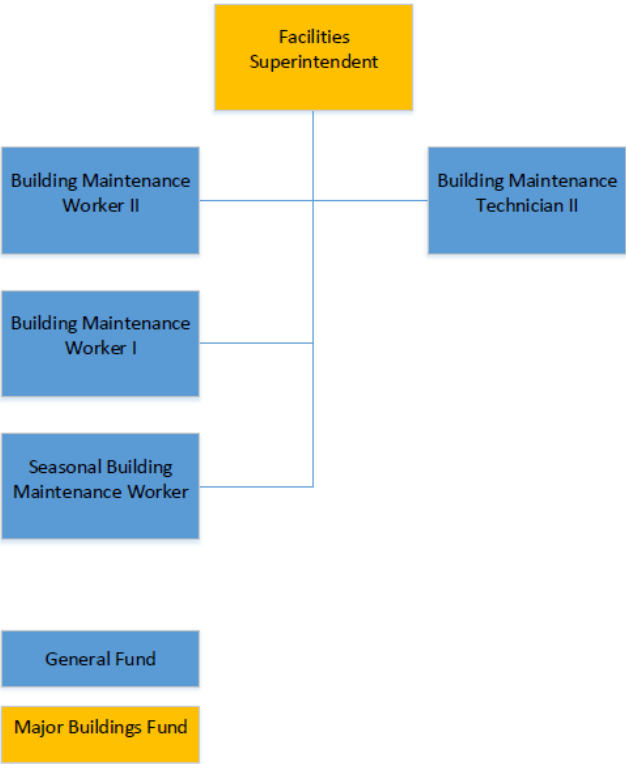 Facilities
Superintendent
Building Maintenance
Worker II
Building Maintenance
Technician II
Building Maintenance
Worker I
Seasonal Building
Maintenance Worker
General Fund
Major Buildings Fund